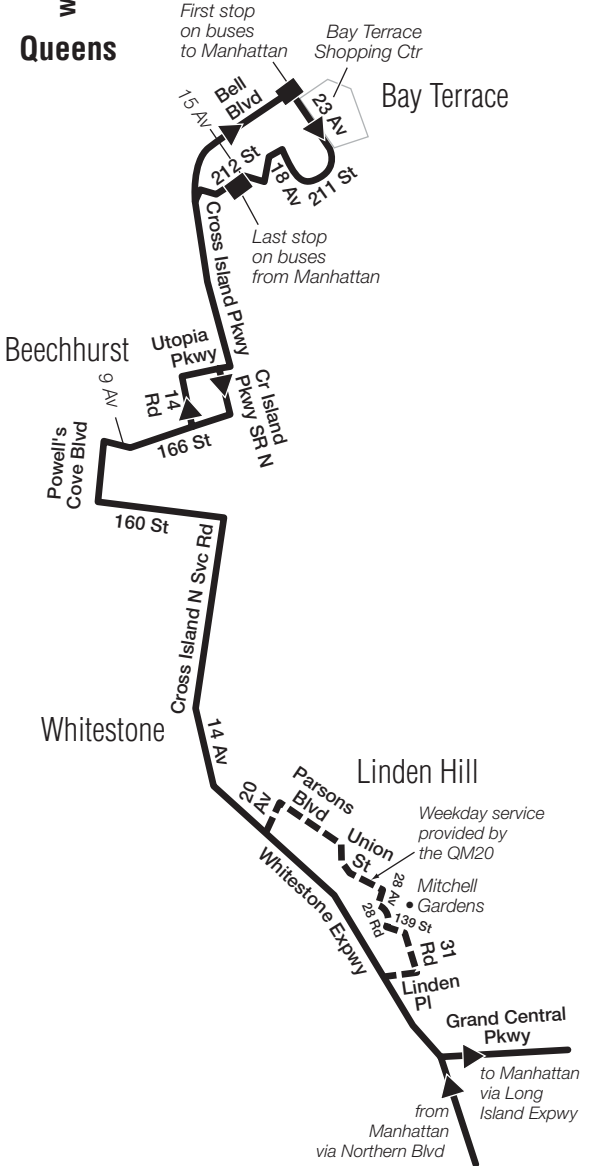 W
Queens
First stop
on buses
to Manhattan
Bay Terrace
Shopping Ctr
Bay Terrace
Bell
Blvd
15 Av
23 Av
212 St
18 Av
211 St
Last stop
on buses
from Manhattan
Cross Island Pkwy
Beechhurst
Utopia
Pkwy
9 Av
14
Rd
Cr Island
Pkwy SR N
166 St
Powell's
Cove Blvd
160 St
Cross Island N Svc Rd
Whitestone
14 Av
Linden Hill
20
Av
Parsons
Blvd
Weekday service
provided by
the QM20
Union
St
Whitestone Expwy
28 Av
Mitchell
Gardens
28 Rd
139 St
31
Rd
Linden
Pl
Grand Central
Pkwy
to Manhattan
via Long
Island Expwy
from
Manhattan
via Northern Blvd